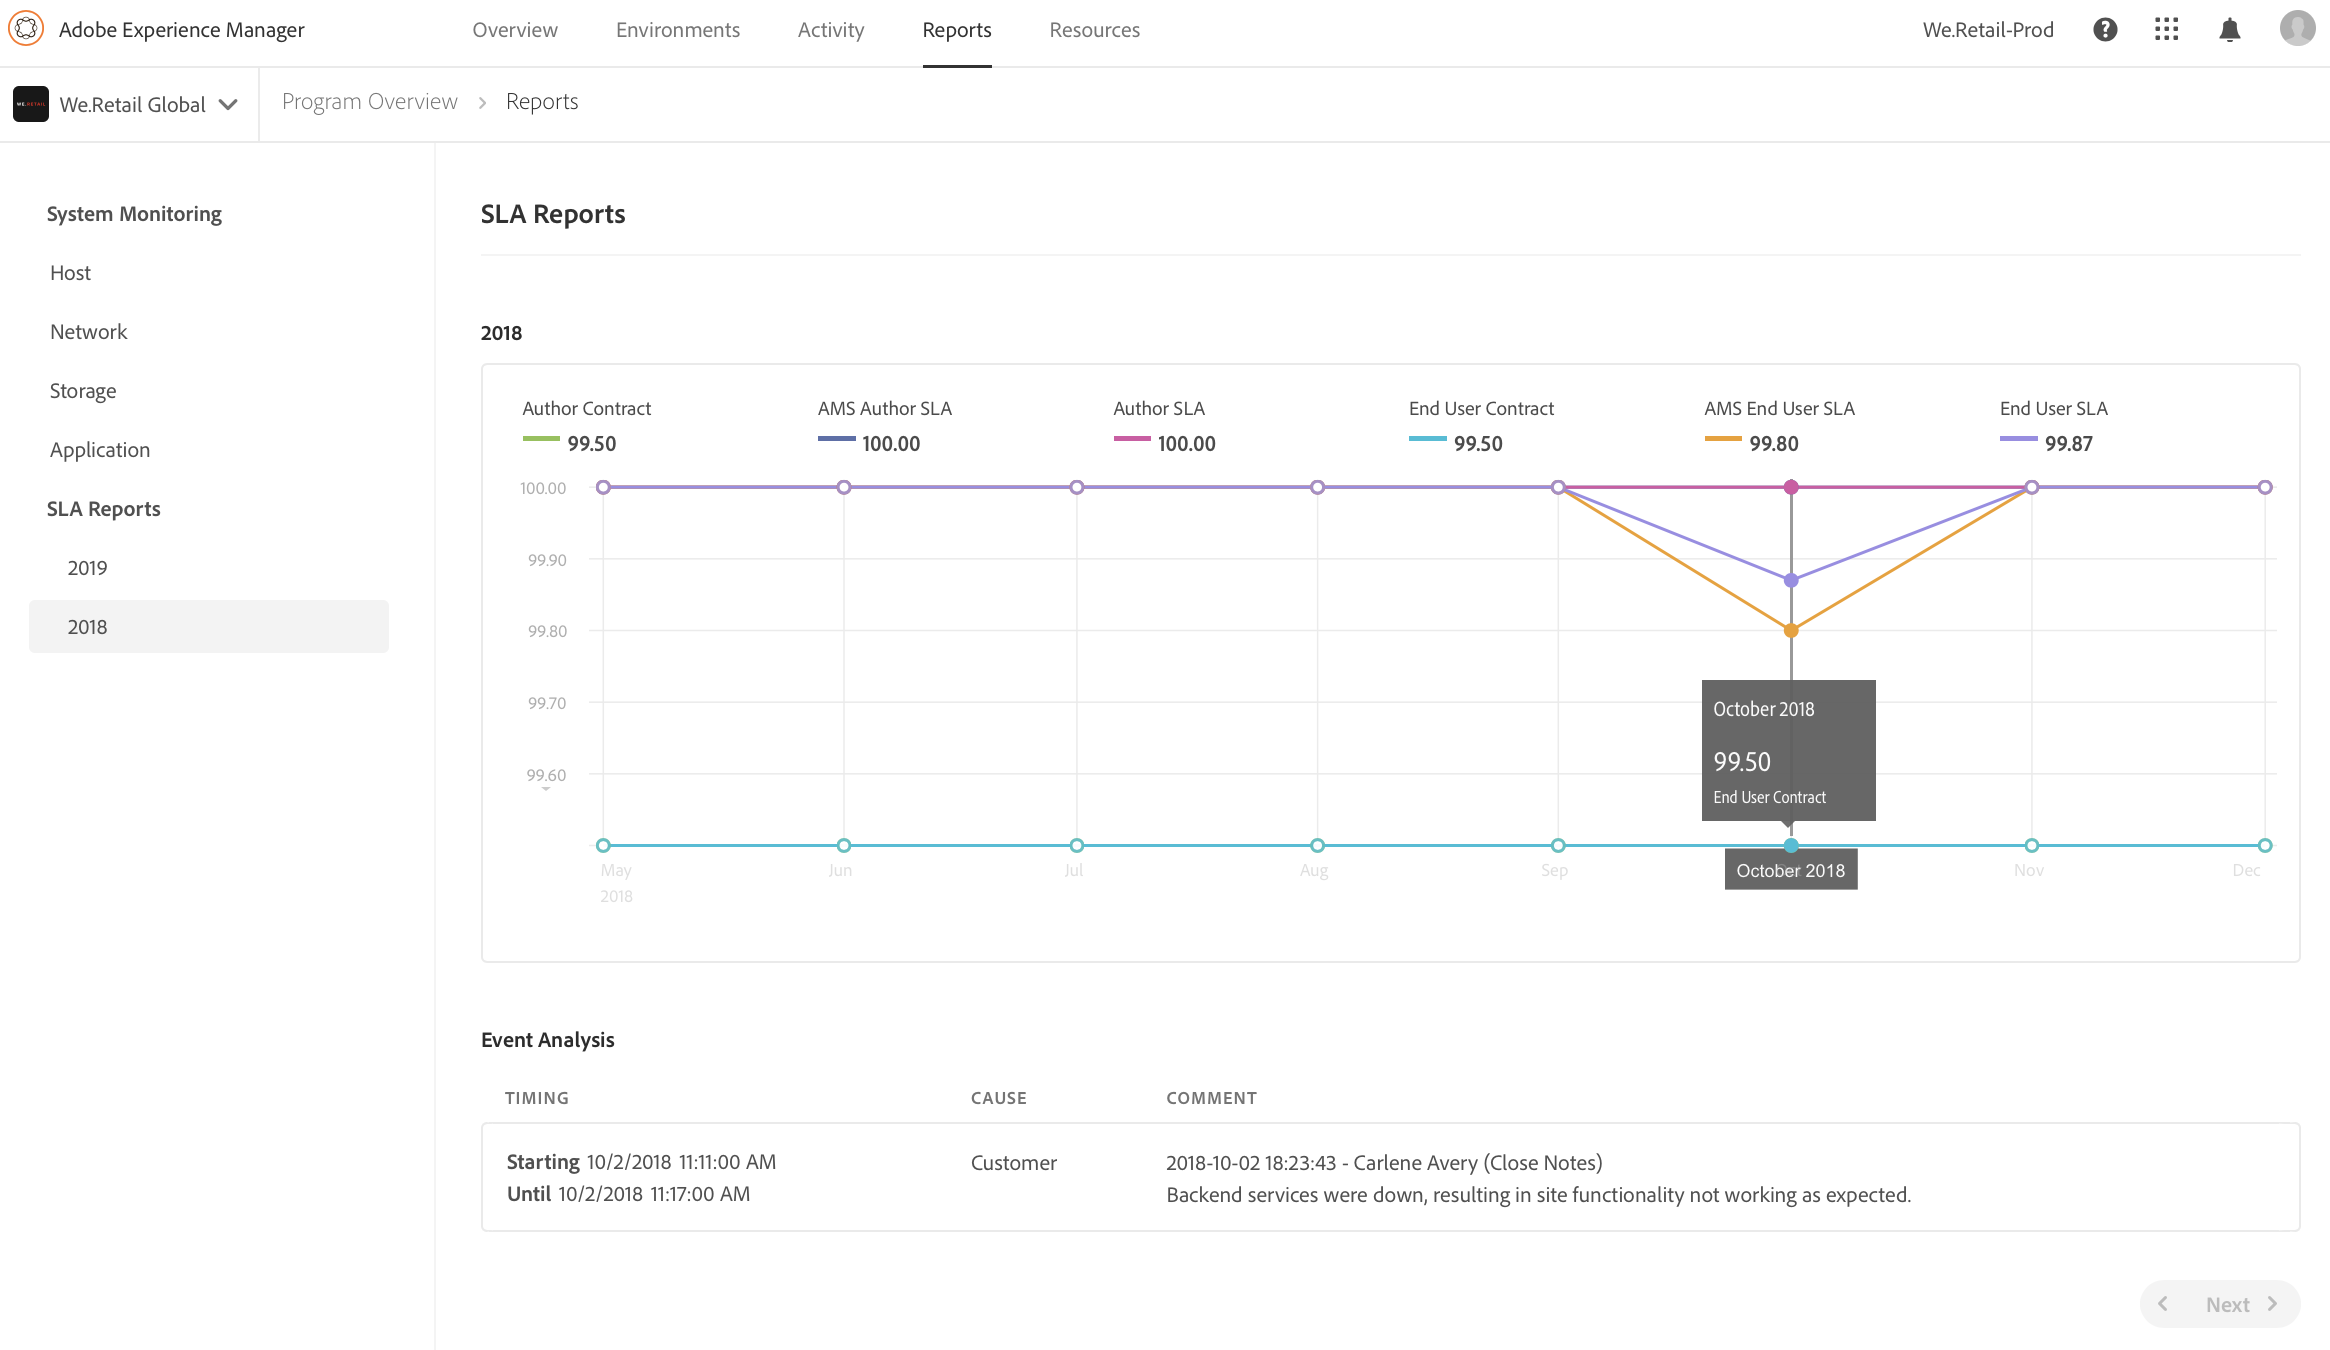 Adobe Experience Manager
Overview
Environments
Activity
Reports
Resources
We.Retail-Prod
WE.RETAIL
We.Retail Global
Program Overview
Reports
System Monitoring
Host
Network
Storage
Application
SLA Reports
2019
2018
SLA Reports
2018
Author Contract
99.50
AMS Author SLA
100.00
Author SLA
100.00
End User Contract
99.50
AMS End User SLA
99.80
End User SLA
99.87
100.00
99.90
99.80
99.70
99.60
October 2018
99.50
End User Contract
May
2018
Jun
Jul
Aug
Sep
October 2018
Nov
Dec
Event Analysis
TIMING
CAUSE
COMMENT
Starting 10/2/2018 11:11:00 AM
Until 10/2/2018 11:17:00 AM
Customer
2018-10-02 18:23:43 - Carlene Avery (Close Notes)
Backend services were down, resulting in site functionality not working as expected.
Next